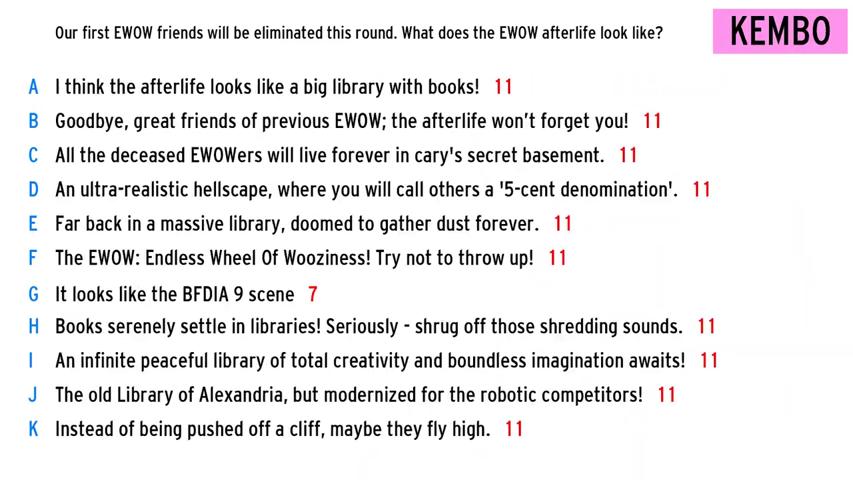 Our first EWOW friends will be eliminated this round. What does the EWOW afterlife look like?
KEMBO
A I think the afterlife looks like a big library with books! 11
B Goodbye, great friends of previous EWOW; the afterlife won't forget you! 11
C All the deceased EWOWers will live forever in cary's secret basement. 11
D An ultra-realistic hellscape, where you will call others a '5-cent denomination'. 11
E Far back in a massive library, doomed to gather dust forever. 11
F The EWOW: Endless Wheel Of Wooziness! Try not to throw up! 11
G It looks like the BFDIA 9 scene 7
H Books serenely settle in libraries! Seriously - shrug off those shredding sounds. 11
I An infinite peaceful library of total creativity and boundless imagination awaits! 11
J The old Library of Alexandria, but modernized for the robotic competitors! 11
K Instead of being pushed off a cliff, maybe they fly high. 11